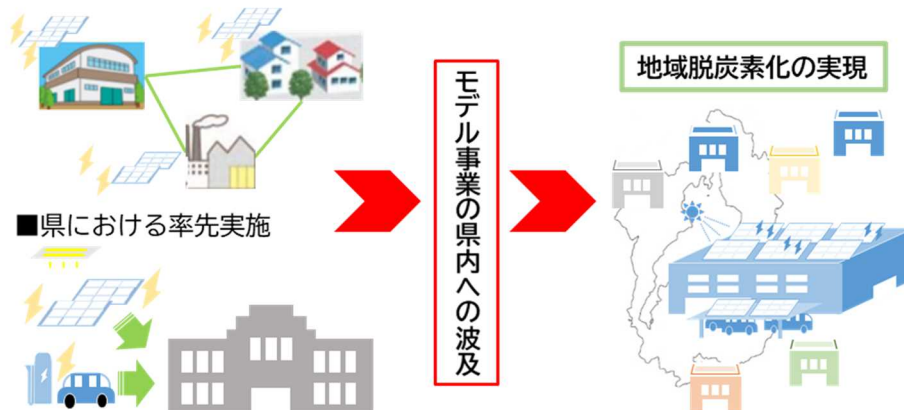 地域脱炭素化の実現
モデル事業の県内への波及
■県における率先実施